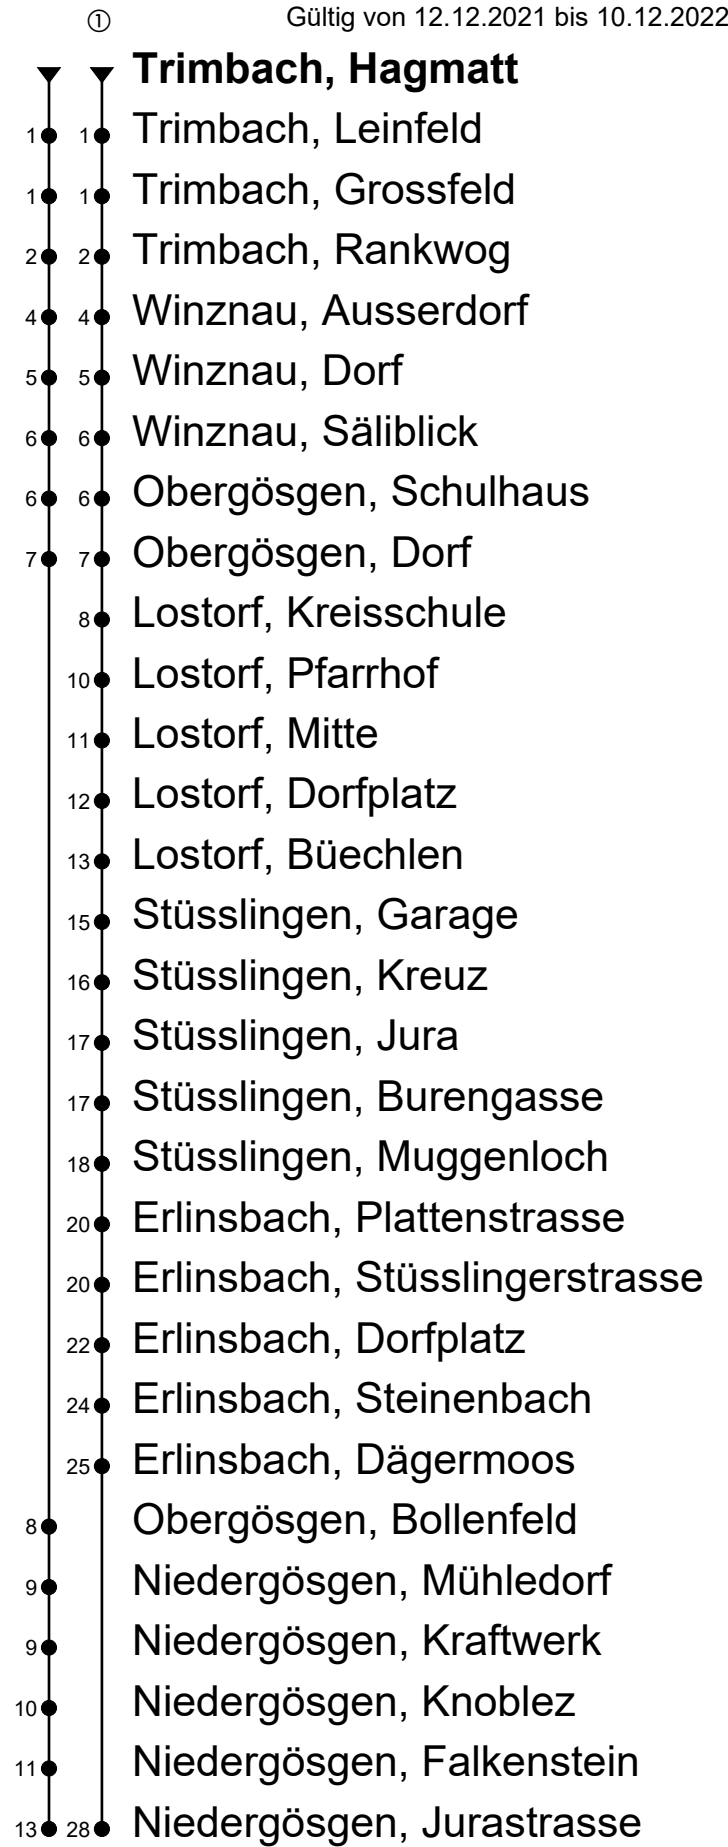 ① Gültig von 12.12.2021 bis 10.12.2022
Trimbach, Hagmatt
1 1 Trimbach, Leinfeld
1 1 Trimbach, Grossfeld
2 2 Trimbach, Rankwog
4 4 Winznau, Ausserdorf
5 5 Winznau, Dorf
6 6 Winznau, Säliblick
6 6 Obergösgen, Schulhaus
7 7 Obergösgen, Dorf
8 Lostorf, Kreisschule
10 Lostorf, Pfarrhof
11 Lostorf, Mitte
12 Lostorf, Dorfplatz
13 Lostorf, Büechlen
15 Stüsslingen, Garage
16 Stüsslingen, Kreuz
17 Stüsslingen, Jura
17 Stüsslingen, Burengasse
18 Stüsslingen, Muggenloch
20 Erlinsbach, Plattenstrasse
20 Erlinsbach, Stüsslingerstrasse
22 Erlinsbach, Dorfplatz
24 Erlinsbach, Steinenbach
25 Erlinsbach, Dägermoos
8 Obergösgen, Bollenfeld
9 Niedergösgen, Mühledorf
9 Niedergösgen, Kraftwerk
10 Niedergösgen, Knoblez
11 Niedergösgen, Falkenstein
13 28 Niedergösgen, Jurastrasse